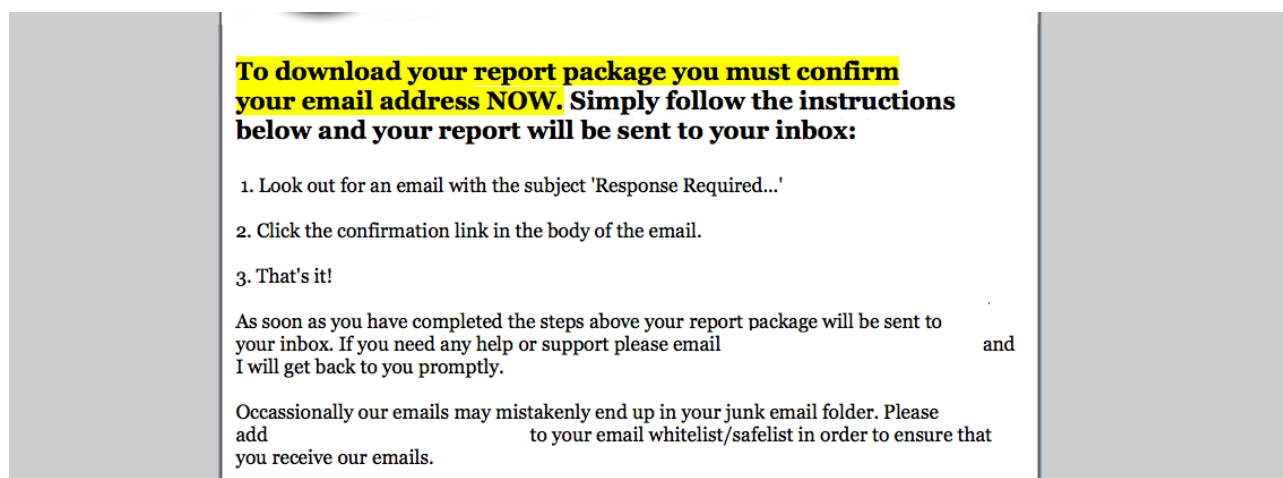 To download your report package you must confirm
your email address NOW. Simply follow the instructions
below and your report will be sent to your inbox:
1. Look out for an email with the subject 'Response Required...'
2. Click the confirmation link in the body of the email.
3. That's it!
As soon as you have completed the steps above your report package will be sent to
your inbox. If you need any help or support please email and
I will get back to you promptly.
Occassionally our emails may mistakenly end up in your junk email folder. Please
add to your email whitelist/safelist in order to ensure that
you receive our emails.